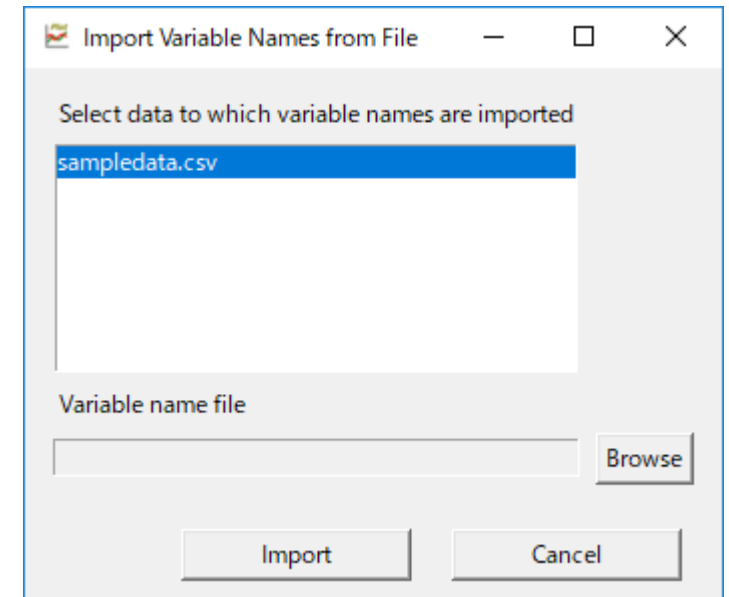 Import Variable Names from File
Select data to which variable names are imported
sampledata.csv
Variable name file
Browse
Import
Cancel